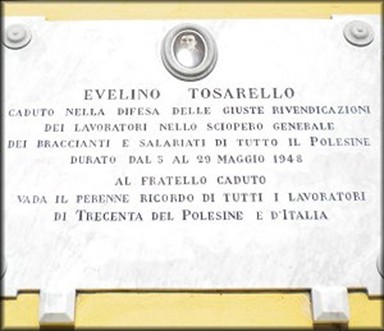 EVELINO TOSARELLO
CADUTO NELLA DIFESA DELLE GIUSTE RIVENDICAZIONI
DEI LAVORATORI NELLO SCIOPERO GENERALE
DEI BRACCIANTI E SALARIATI DI TUTTO IL POLESINE
DURATO DAL 5 AL 29 MAGGIO 1948
AL FRATELLO CADUTO
VADA IL PERENNE RICORDO DI TUTTI I LAVORATORI
DI TRECENTA DEL POLESINE E D'ITALIA